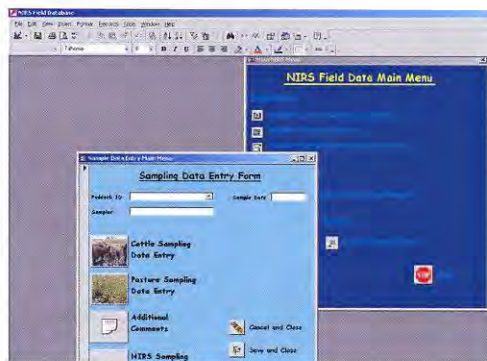 NIRS Field Database
File Edit View Insert Format Records Tools Window Help
Tahoma
NIRS Field Data Main Menu
Sample Data Entry Main Menu
Sampling Data Entry Form
Paddock ID:
Sample Date
Sampler
Cattle Sampling
Data Entry
Pasture Sampling
Data Entry
Additional
Comments
Cancel and Close
NIRS Sampling
Save and Close
STOP